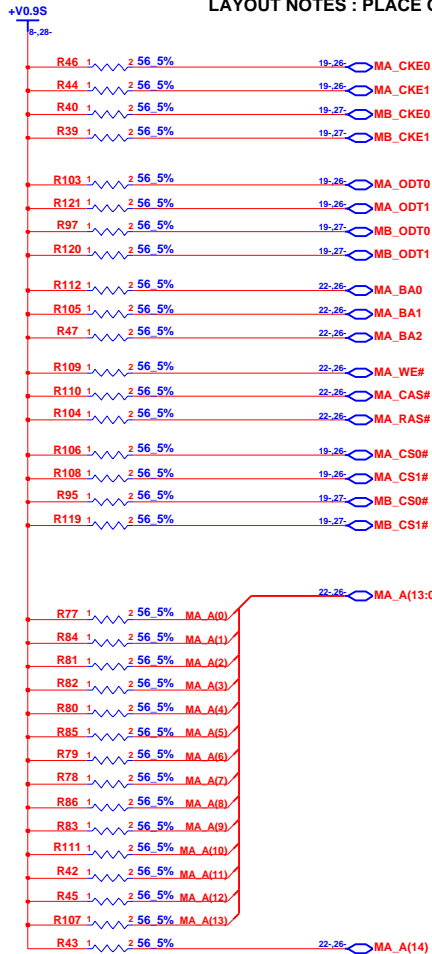 LAYOUT NOTES : PLACE
+V0.9S
8-,28-
R46 1 2 56_5% 19-,26- MA_CKE0
R44 1 2 56_5% 19-,26- MA_CKE1
R40 1 2 56_5% 19-,27- MB_CKE0
R39 1 2 56_5% 19-,27- MB_CKE1
R103 1 2 56_5% 19-,26- MA_ODT0
R121 1 2 56_5% 19-,26- MA_ODT1
R97 1 2 56_5% 19-,27- MB_ODT0
R120 1 2 56_5% 19-,27- MB_ODT1
R112 1 2 56_5% 22-,26- MA_BA0
R105 1 2 56_5% 22-,26- MA_BA1
R47 1 2 56_5% 22-,26- MA_BA2
R109 1 2 56_5% 22-,26- MA_WE#
R110 1 2 56_5% 22-,26- MA_CAS#
R104 1 2 56_5% 22-,26- MA_RAS#
R106 1 2 56_5% 19-,26- MA_CS0#
R108 1 2 56_5% 19-,26- MA_CS1#
R95 1 2 56_5% 19-,27- MB_CS0#
R119 1 2 56_5% 19-,27- MB_CS1#
22-,26- MA_A(13:0
R77 1 2 56_5% MA_A(0)
R84 1 2 56_5% MA_A(1)
R81 1 2 56_5% MA_A(2)
R82 1 2 56_5% MA_A(3)
R80 1 2 56_5% MA_A(4)
R85 1 2 56_5% MA_A(5)
R79 1 2 56_5% MA_A(6)
R78 1 2 56_5% MA_A(7)
R86 1 2 56_5% MA_A(8)
R83 1 2 56_5% MA_A(9)
R111 1 2 56_5% MA_A(10)
R42 1 2 56_5% MA_A(11)
R45 1 2 56_5% MA_A(12)
R107 1 2 56_5% MA_A(13)
R43 1 2 56_5% 22-,26- MA_A(14)